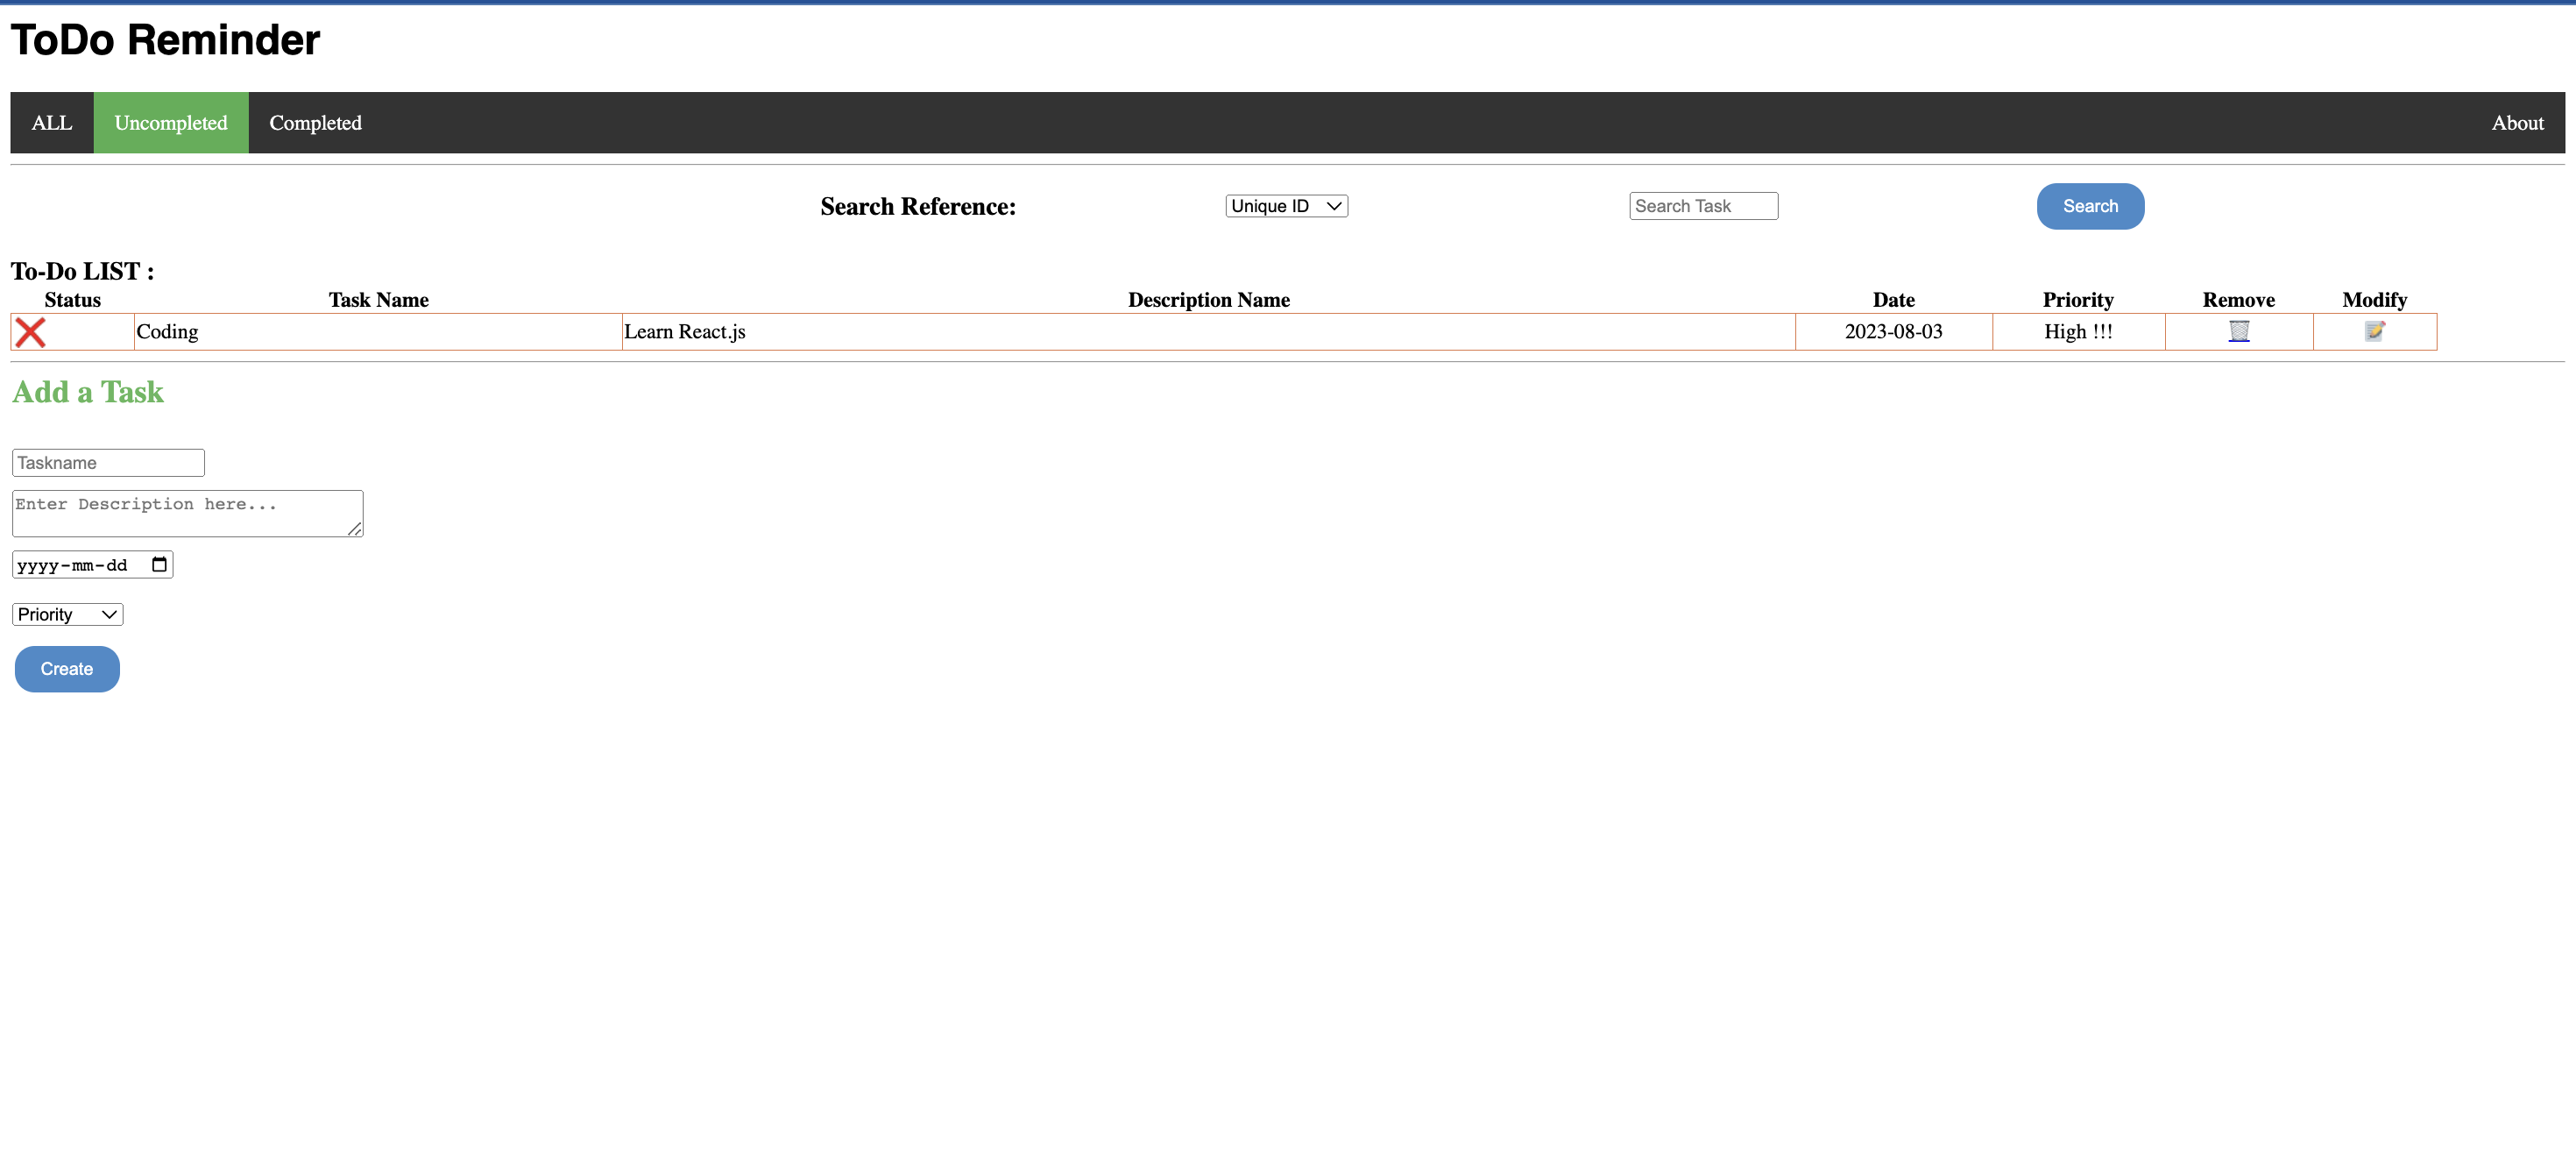 ToDo Reminder
ALL Uncompleted Completed About
Search Reference: Unique ID Search Task Search
To-Do LIST :
Status Task Name Description Name Date Priority Remove Modify
Coding Learn React.js 2023-08-03 High !!!
Add a Task
Taskname
Enter Description here...
yyyy-mm-dd
Priority
Create